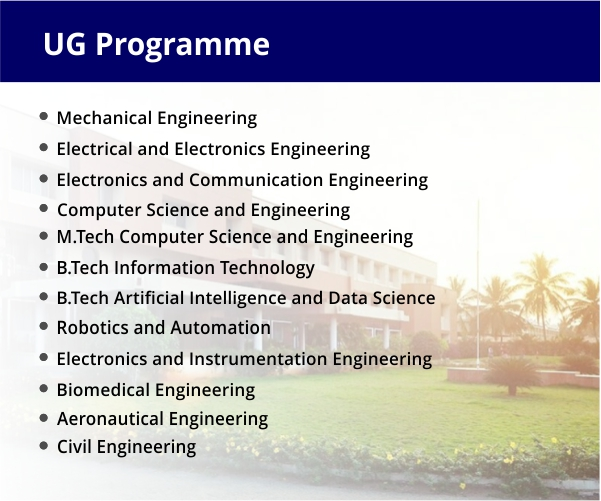 UG Programme
Mechanical Engineering
Electrical and Electronics Engineering
Electronics and Communication Engineering
Computer Science and Engineering
M.Tech Computer Science and Engineering
B.Tech Information Technology
B.Tech Artificial Intelligence and Data Science
Robotics and Automation
Electronics and Instrumentation Engineering
Biomedical Engineering
Aeronautical Engineering
Civil Engineering